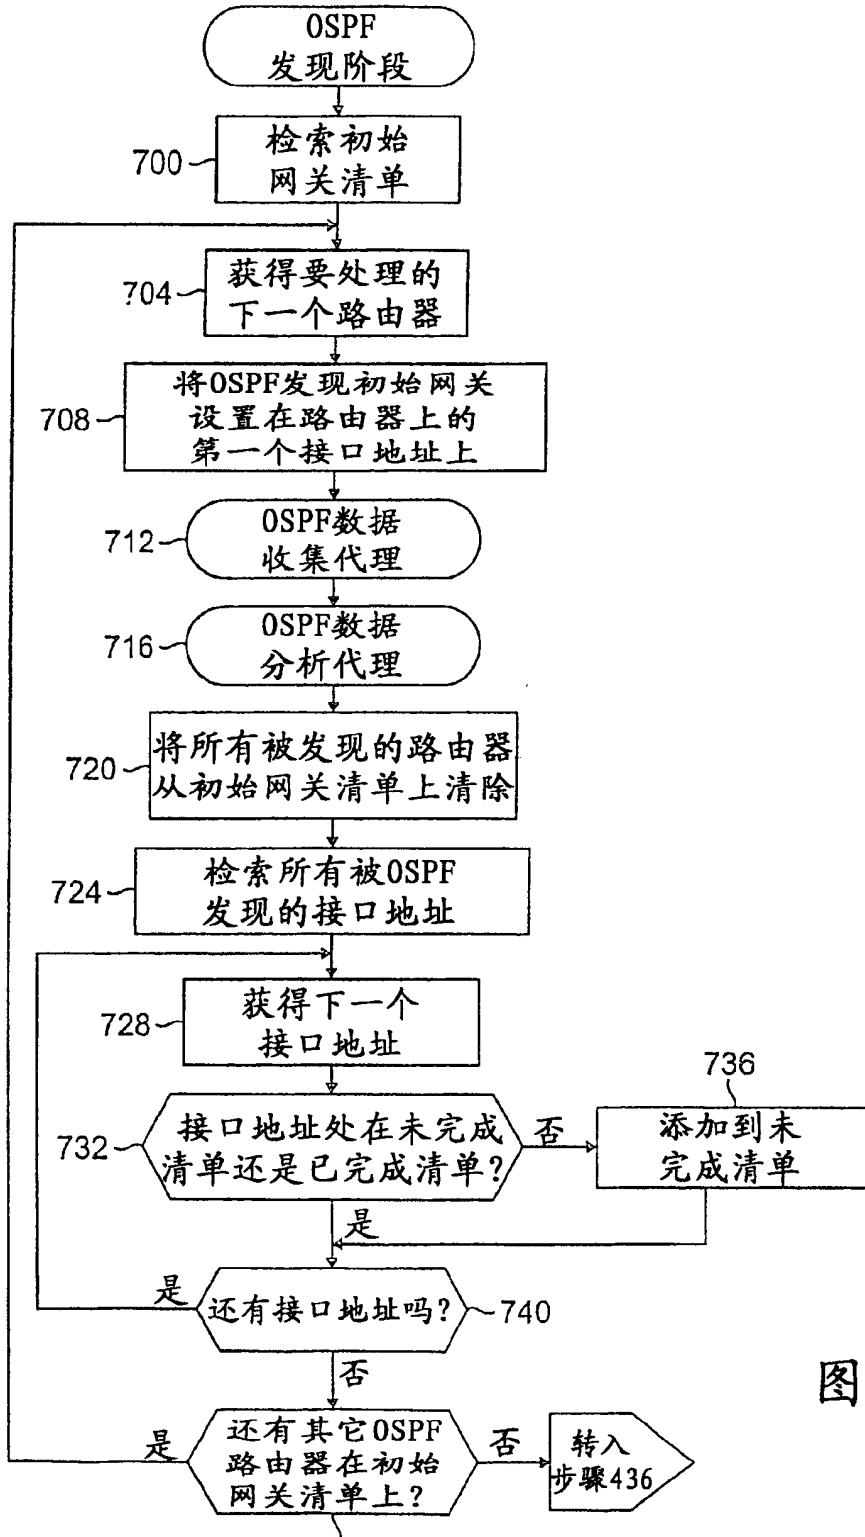 OSPF
发现阶段
700
检索初始
网关清单
704
获得要处理的
下一个路由器
708
将OSPF发现初始网关
设置在路由器上的
第一个接口地址上
712
OSPF数据
收集代理
716
OSPF数据
分析代理
720
将所有被发现的路由器
从初始网关清单上清除
724
检索所有被OSPF
发现的接口地址
728
获得下一个
接口地址
732
接口地址处在未完成
清单还是已完成清单?
否
736
添加到未
完成清单
是
是
还有接口地址吗?
740
否
图
是
还有其它OSPF
路由器在初始
网关清单上?
否
转入
步骤436